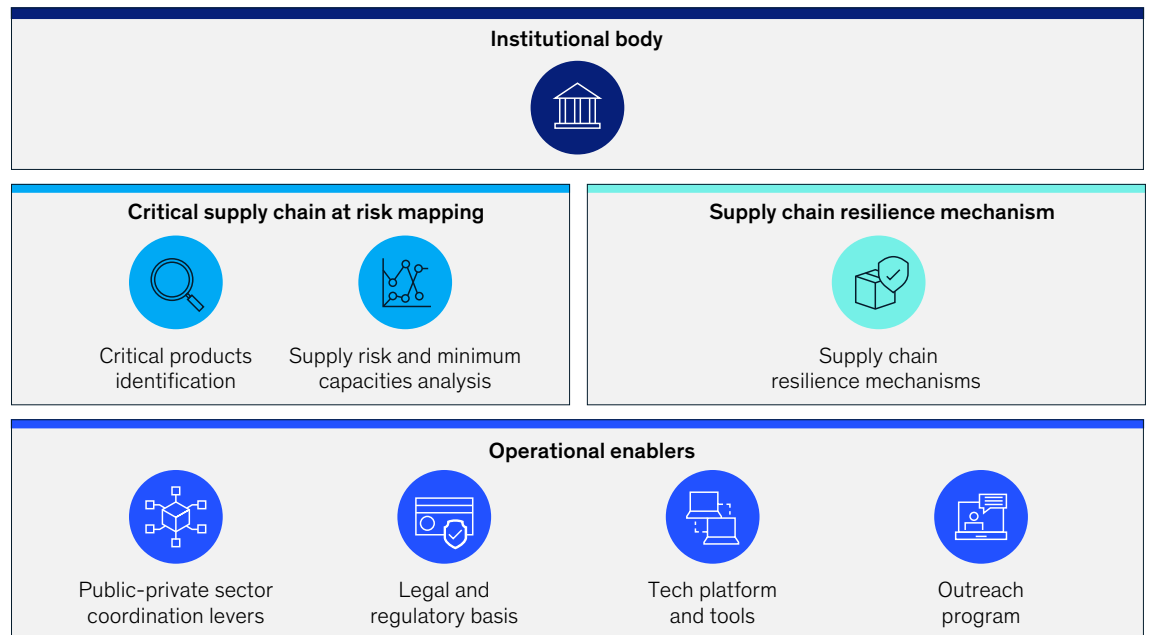 Institutional body
Critical supply chain at risk mapping
Critical products
identification
Supply risk and minimum
capacities analysis
Supply chain resilience mechanism
Supply chain
resilience mechanisms
Operational enablers
Public-private sector
coordination levers
Legal and
regulatory basis
Tech platform
and tools
Outreach
program